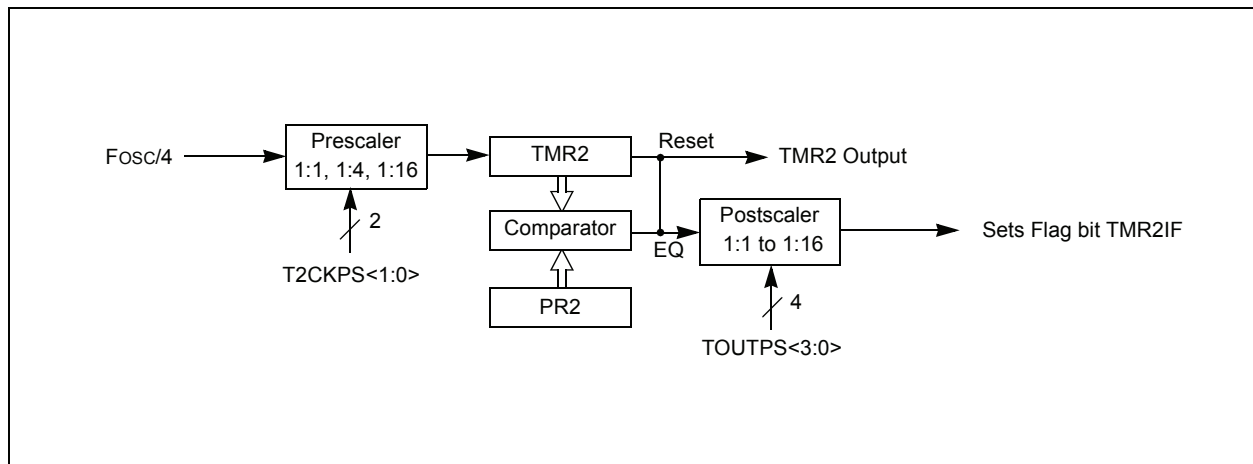 Fosc/4
Prescaler
1:1, 1:4, 1:16
2
T2CKPS<1:0>
TMR2
Reset
TMR2 Output
Comparator
EQ
PR2
Postscaler
1:1 to 1:16
4
TOUTPS<3:0>
Sets Flag bit TMR2IF